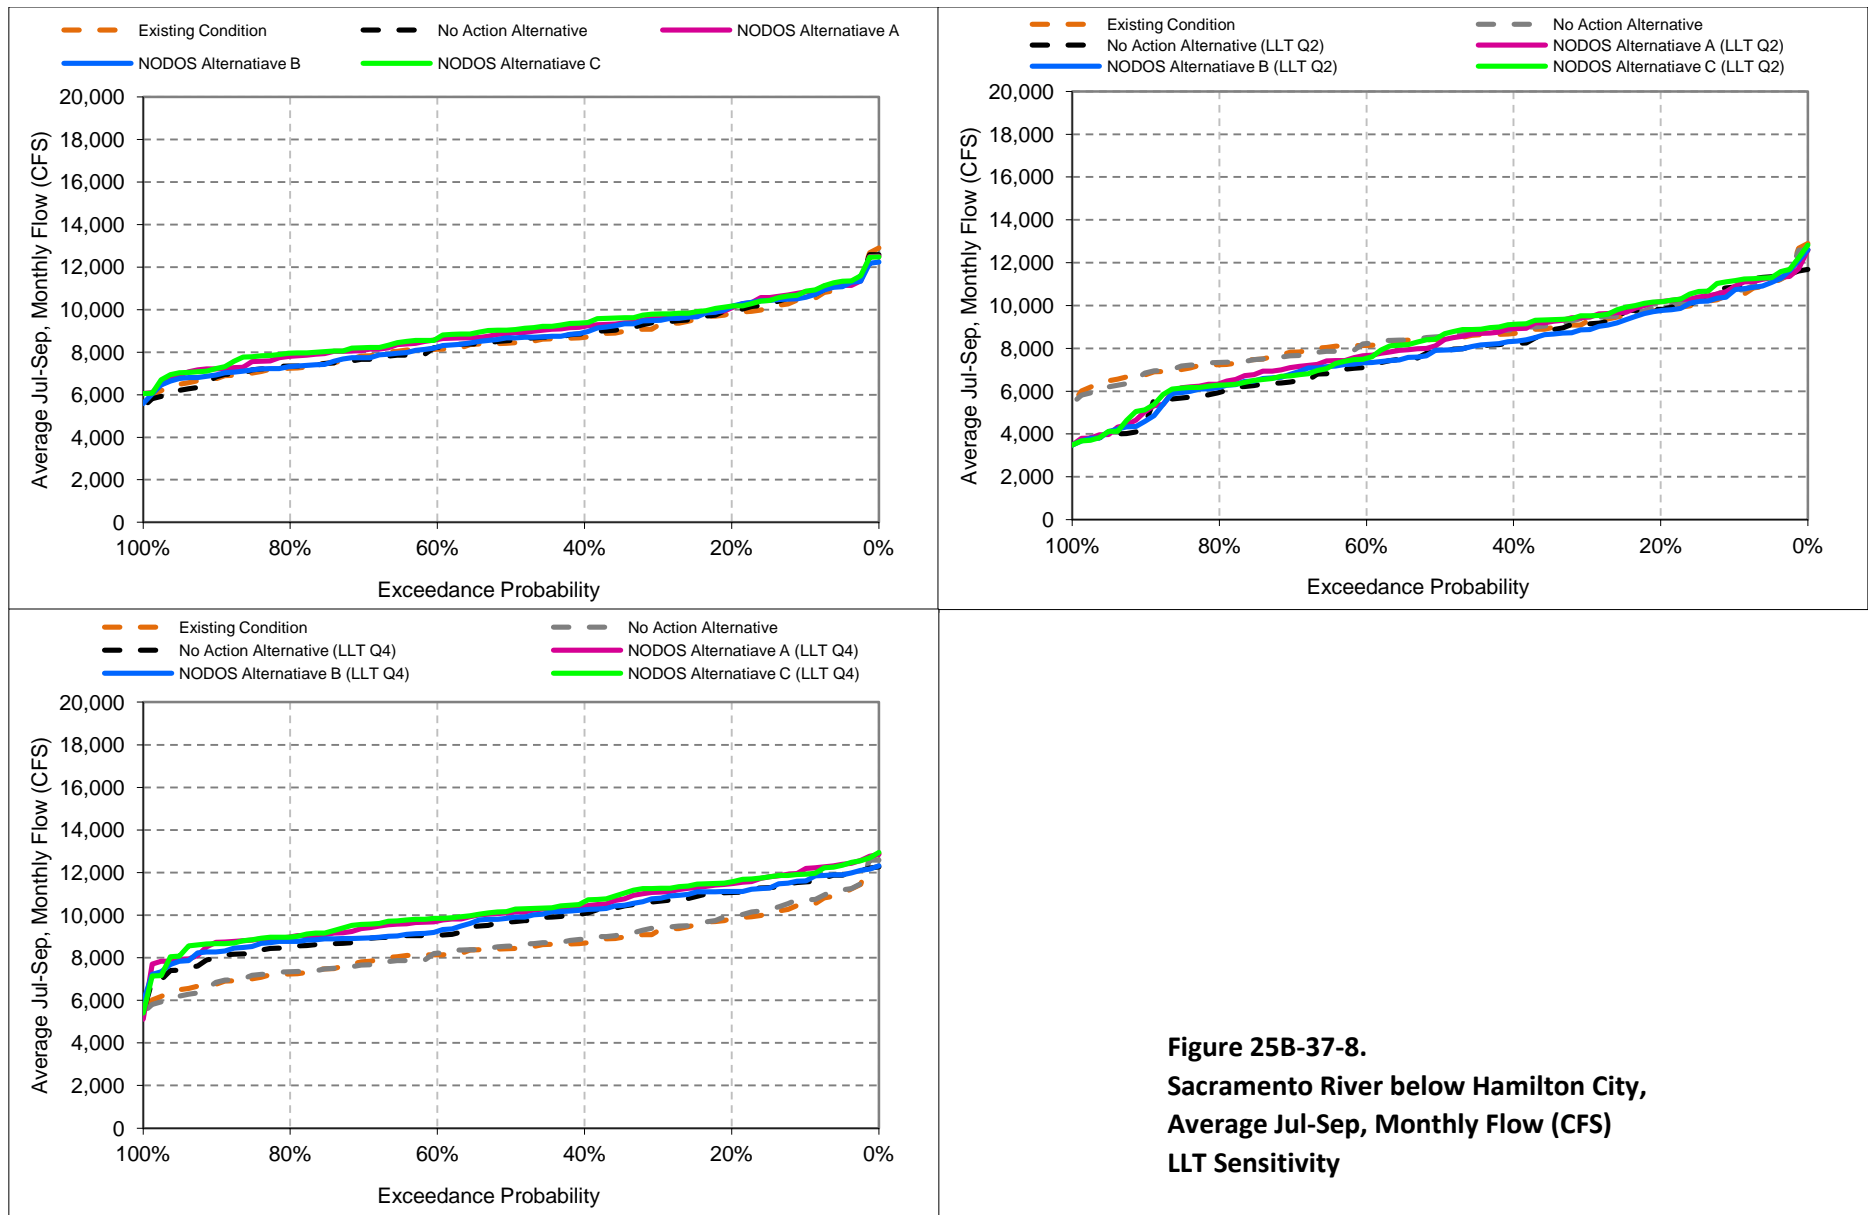 Existing Condition No Action Alternative NODOS Alternatiave A
NODOS Alternatiave B NODOS Alternatiave C
20,000
18,000
16,000
14,000
12,000
10,000
8,000
6,000
4,000
2,000
0
Average Jul-Sep, Monthly Flow (CFS)
100% 80% 60% 40% 20% 0%
Exceedance Probability
Existing Condition No Action Alternative
No Action Alternative (LLT Q2) NODOS Alternatiave A (LLT Q2)
NODOS Alternatiave B (LLT Q2) NODOS Alternatiave C (LLT Q2)
20,000
18,000
16,000
14,000
12,000
10,000
8,000
6,000
4,000
2,000
0
Average Jul-Sep, Monthly Flow (CFS)
100% 80% 60% 40% 20% 0%
Exceedance Probability
Existing Condition No Action Alternative
No Action Alternative (LLT Q4) NODOS Alternatiave A (LLT Q4)
NODOS Alternatiave B (LLT Q4) NODOS Alternatiave C (LLT Q4)
20,000
18,000
16,000
14,000
12,000
10,000
8,000
6,000
4,000
2,000
0
Average Jul-Sep, Monthly Flow (CFS)
100% 80% 60% 40% 20% 0%
Exceedance Probability
Figure 25B-37-8.
Sacramento River below Hamilton City,
Average Jul-Sep, Monthly Flow (CFS)
LLT Sensitivity